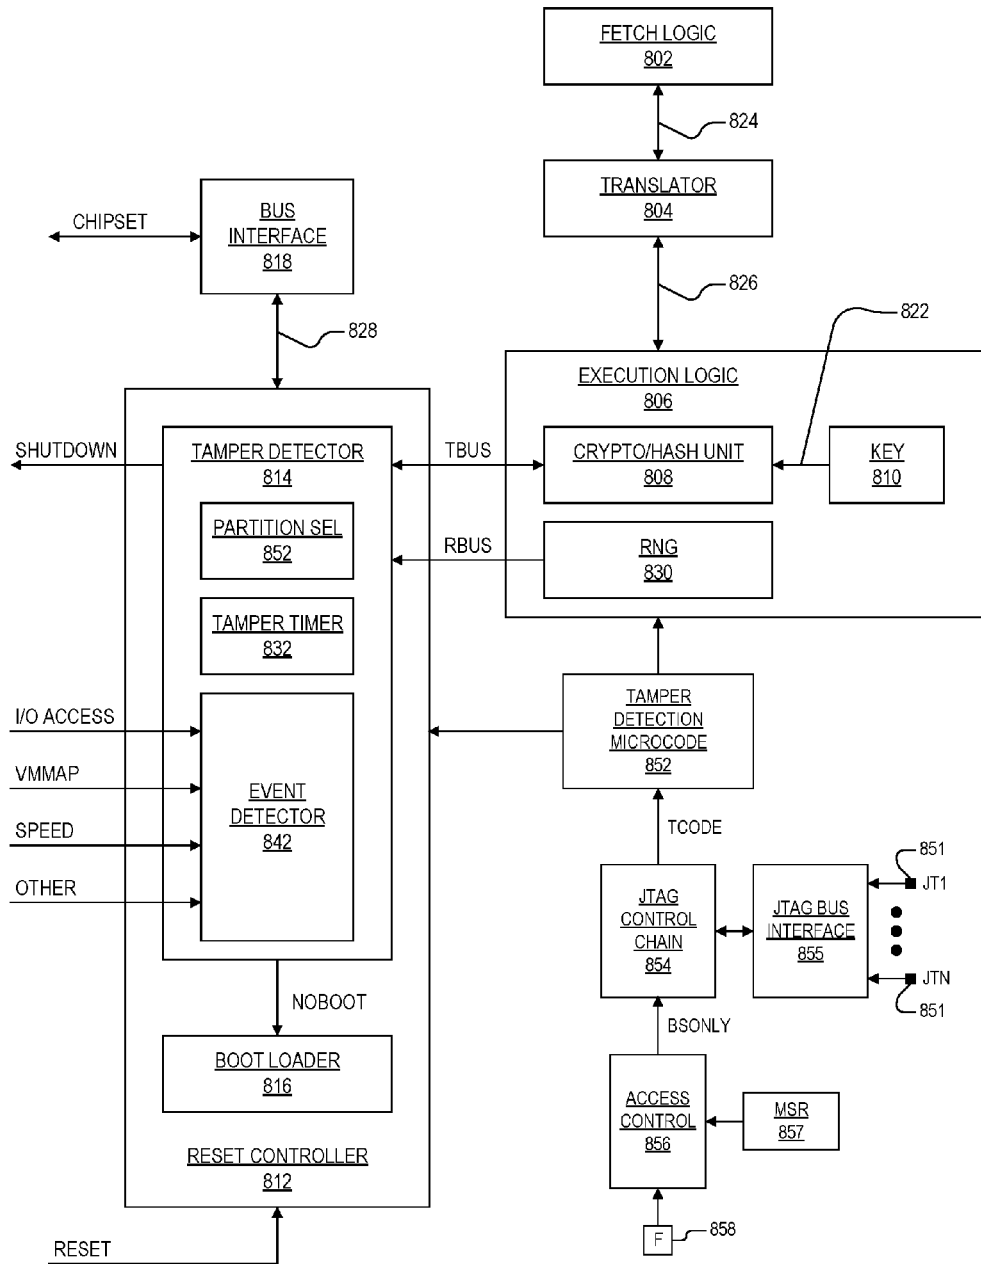 FETCH LOGIC
802
824
TRANSLATOR
804
826
CHIPSET
BUS
INTERFACE
818
828
822
EXECUTION LOGIC
806
SHUTDOWN
TAMPER DETECTOR
814
TBUS
CRYPTO/HASH UNIT
808
KEY
810
PARTITION SEL
852
RBUS
RNG
830
TAMPER TIMER
832
I/O ACCESS
VMMAP
SPEED
OTHER
EVENT
DETECTOR
842
TAMPER
DETECTION
MICROCODE
852
TCODE
JTAG
CONTROL
CHAIN
854
JTAG BUS
INTERFACE
855
851
JT1
JTN
851
NOBOOT
BOOT LOADER
816
BSONLY
ACCESS
CONTROL
856
MSR
857
RESET CONTROLLER
812
F
858
RESET